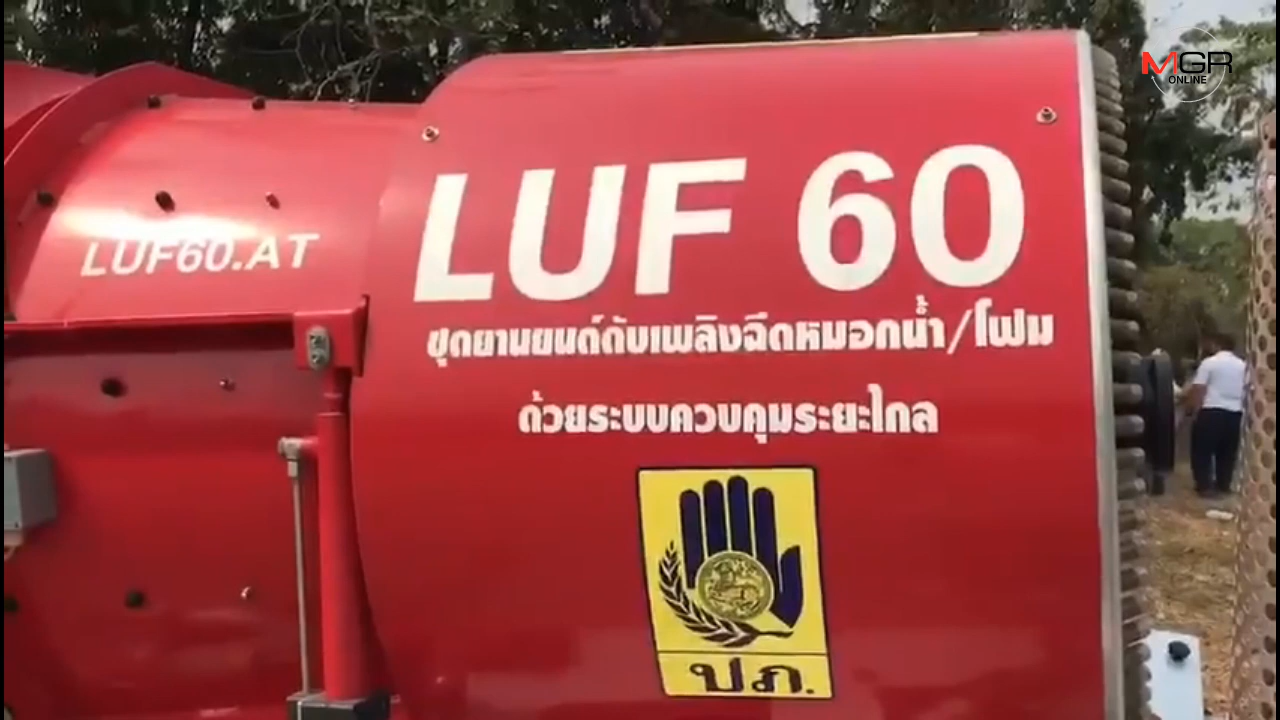 MGR
ONLINE
LUF 60
LUF60.AT
ชุดยานยนต์ดับเพลิงฉีดหมอกน้ำ/โฟม
ด้วยระบบควบคุมระยะไกล
ปภ.